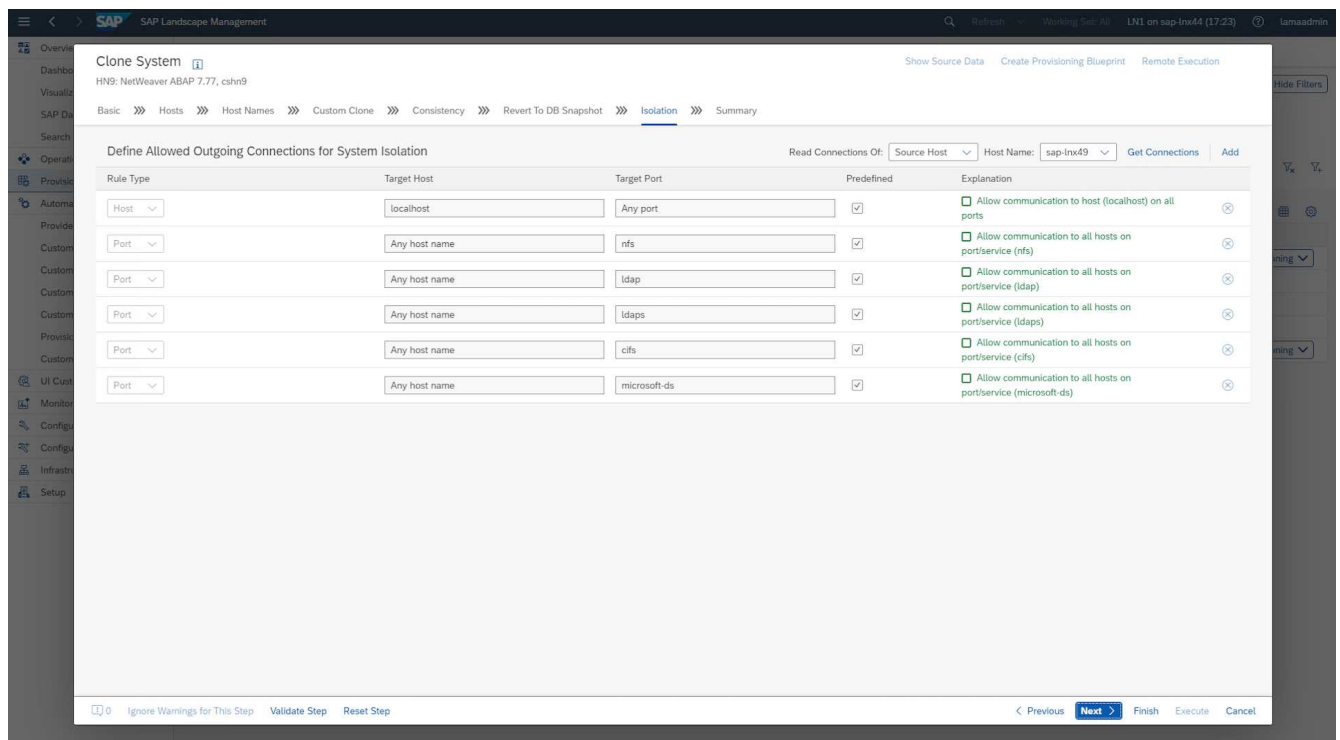 SAP SAP Landscape Management Refresh Working Set: All LN1 on sap-lnx44 (17:23) lamaadmin
Overvie
Dashbo
Visualiz
SAP Da
Search
Operati
Provisic
Automa
Provide
Custom
Custom
Custom
Custom
Provisic
Custom
UI Cust
Monitor
Configu
Configu
Infrastr
Setup
Hide Filters
ning
ning
Clone System
Show Source Data Create Provisioning Blueprint Remote Execution
HN9: NetWeaver ABAP 7.77, cshn9
Basic Hosts Host Names Custom Clone Consistency Revert To DB Snapshot Isolation Summary
Define Allowed Outgoing Connections for System Isolation Read Connections Of: Source Host Host Name: sap-lnx49 Get Connections Add
Rule Type Target Host Target Port Predefined Explanation
Host localhost Any port Allow communication to host (localhost) on all
ports
Port Any host name nfs Allow communication to all hosts on
port/service (nfs)
Port Any host name ldap Allow communication to all hosts on
port/service (ldap)
Port Any host name ldaps Allow communication to all hosts on
port/service (ldaps)
Port Any host name cifs Allow communication to all hosts on
port/service (cifs)
Port Any host name microsoft-ds Allow communication to all hosts on
port/service (microsoft-ds)
0 Ignore Warnings for This Step Validate Step Reset Step < Previous Next > Finish Execute Cancel